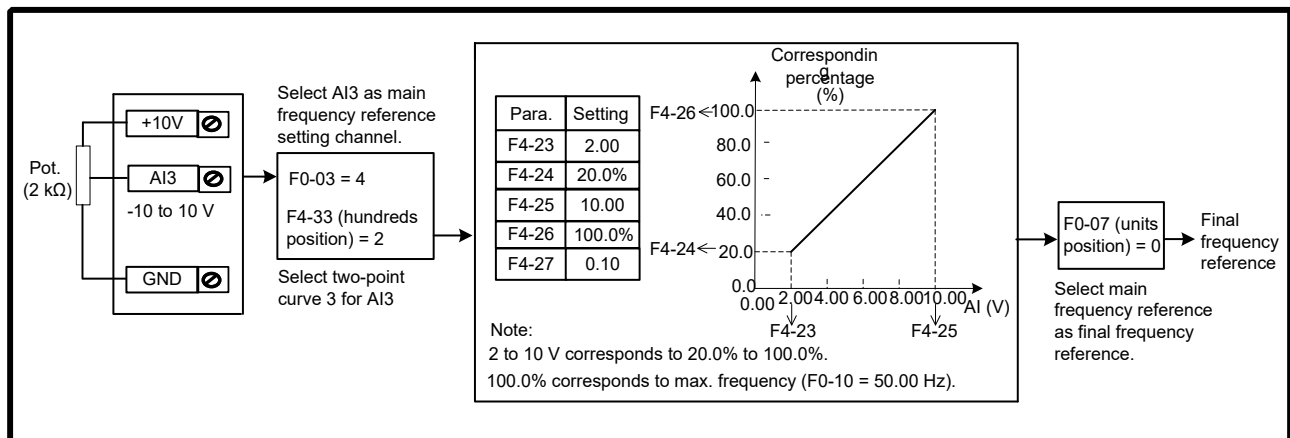 +10V
AI3
-10 to 10 V
GND
Pot.
(2 kΩ)
Select AI3 as main
frequency reference
setting channel.
F0-03 = 4
F4-33 (hundreds
position) = 2
Select two-point
curve 3 for AI3
Para. Setting
F4-23 2.00
F4-24 20.0%
F4-25 10.00
F4-26 100.0%
F4-27 0.10
Correspondin
g
percentage
(%)
F4-26 100.0
80.0
60.0
40.0
F4-24 20.0
0.0
0.00 2.00 4.00 6.00 8.00 10.00
AI (V)
F4-23 F4-25
Note:
2 to 10 V corresponds to 20.0% to 100.0%.
100.0% corresponds to max. frequency (F0-10 = 50.00 Hz).
F0-07 (units
position) = 0
Select main
frequency reference
as final frequency
reference.
Final
frequency
reference